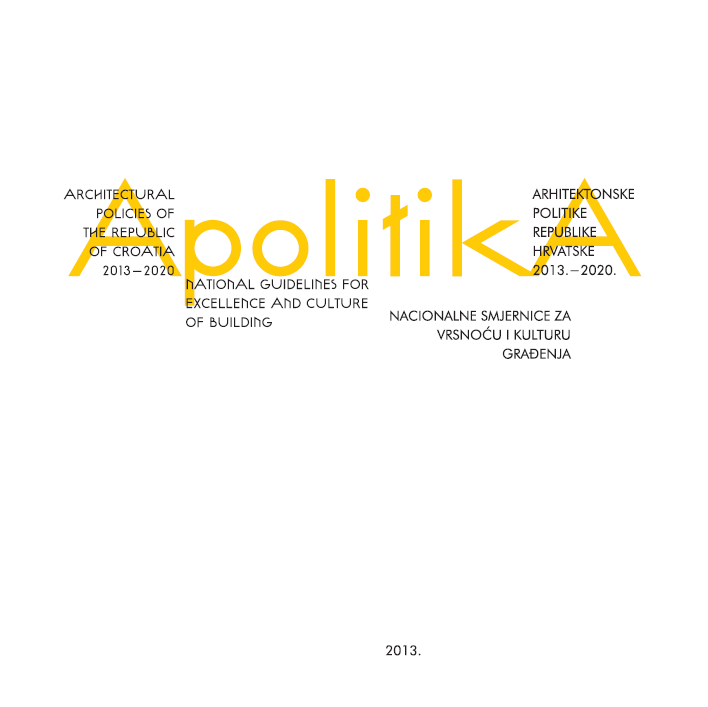 ApolitikA
ARCHITECTURAL
POLICIES OF
THE REPUBLIC
OF CROATIA
2013–2020
NATIONAL GUIDELINES FOR
EXCELLENCE AND CULTURE
OF BUILDING
ARHITEKTONSKE
POLITIKE
REPUBLIKE
HRVATSKE
2013.–2020.
NACIONALNE SMJERNICE ZA
VRSNOĆU I KULTURU
GRAĐENJA
2013.